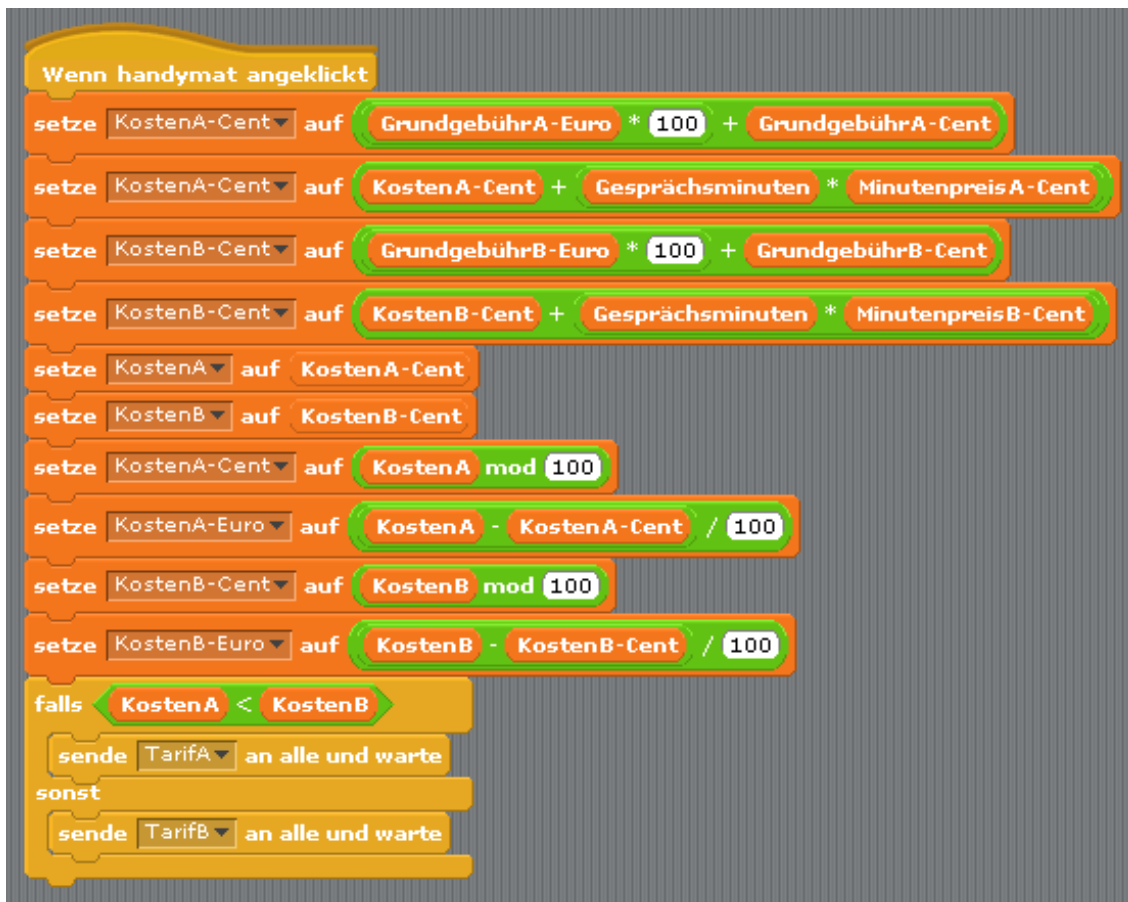 Wenn handymat angeklickt
setze KostenA-Cent auf GrundgebührA-Euro * 100 + GrundgebührA-Cent
setze KostenA-Cent auf KostenA-Cent + Gesprächsminuten * MinutenpreisA-Cent
setze KostenB-Cent auf GrundgebührB-Euro * 100 + GrundgebührB-Cent
setze KostenB-Cent auf KostenB-Cent + Gesprächsminuten * MinutenpreisB-Cent
setze KostenA auf KostenA-Cent
setze KostenB auf KostenB-Cent
setze KostenA-Cent auf KostenA mod 100
setze KostenA-Euro auf KostenA - KostenA-Cent / 100
setze KostenB-Cent auf KostenB mod 100
setze KostenB-Euro auf KostenB - KostenB-Cent / 100
falls KostenA < KostenB
sende TarifA an alle und warte
sonst
sende TarifB an alle und warte